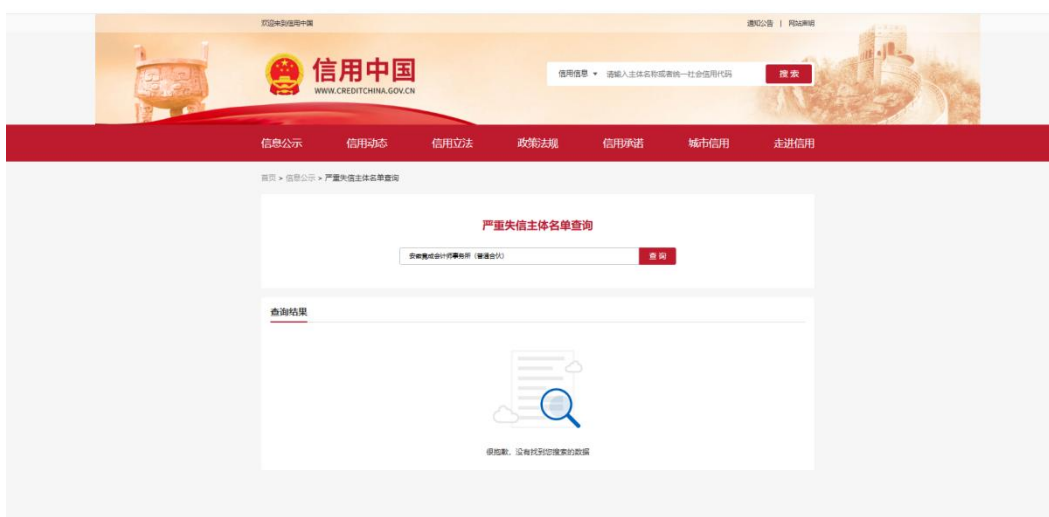 欢迎来到信用中国
通知公告 | 网站声明
信用中国
WWW.CREDITCHINA.GOV.CN
信用信息 ▼ 请输入主体名称或者统一社会信用代码 搜索
信息公示 信用动态 信用立法 政策法规 信用承诺 城市信用 走进信用
首页 > 信息公示 > 严重失信主体名单查询
严重失信主体名单查询
安徽竟成会计师事务所（普通合伙） 查询
查询结果
很抱歉，没有找到您搜索的数据